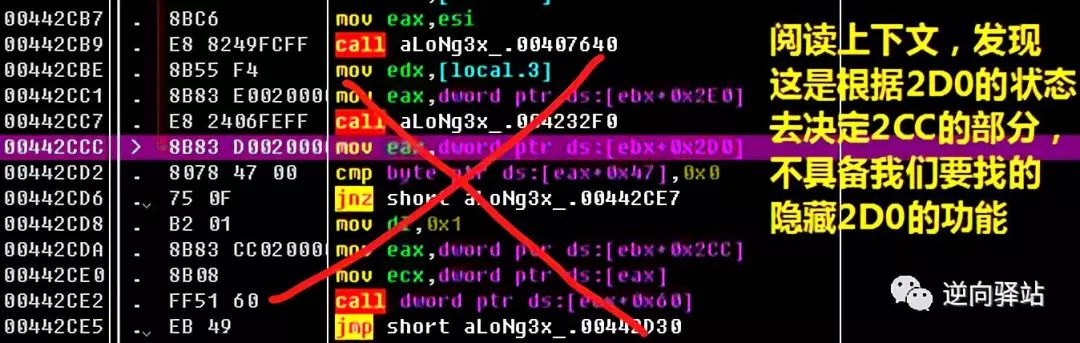 00442CB7 . 8BC6 mov eax,esi
00442CB9 . E8 8249FCFF call aLoNg3x_.00407640
00442CBE . 8B55 F4 mov edx,[local.3]
00442CC1 . 8B83 E0020000 mov eax,dword ptr ds:[ebx+0x2E0]
00442CC7 . E8 2406FEFF call aLoNg3x_.004232F0
00442CCC > 8B83 D0020000 mov eax,dword ptr ds:[ebx+0x2D0]
00442CD2 . 8078 47 00 cmp byte ptr ds:[eax+0x47],0x0
00442CD6 . 75 0F jnz short aLoNg3x_.00442CE7
00442CD8 . B2 01 mov dl,0x1
00442CDA . 8B83 CC020000 mov eax,dword ptr ds:[ebx+0x2CC]
00442CE0 . 8B08 mov ecx,dword ptr ds:[eax]
00442CE2 . FF51 60 call dword ptr ds:[ecx+0x60]
00442CE5 . EB 49 jmp short aLoNg3x_.00442D30
阅读上下文，发现
这是根据2D0的状态
去决定2CC的部分，
不具备我们要找的
隐藏2D0的功能
逆向驿站